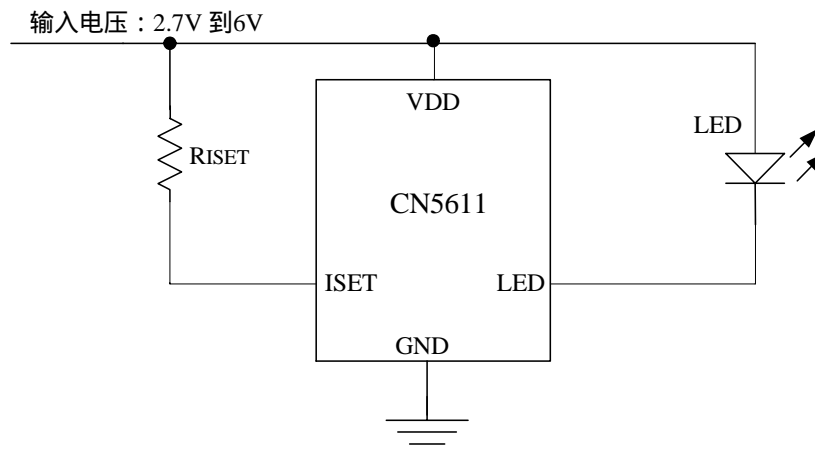 输入电压：2.7V 到6V
VDD
LED
RISET
CN5611
ISET
LED
GND